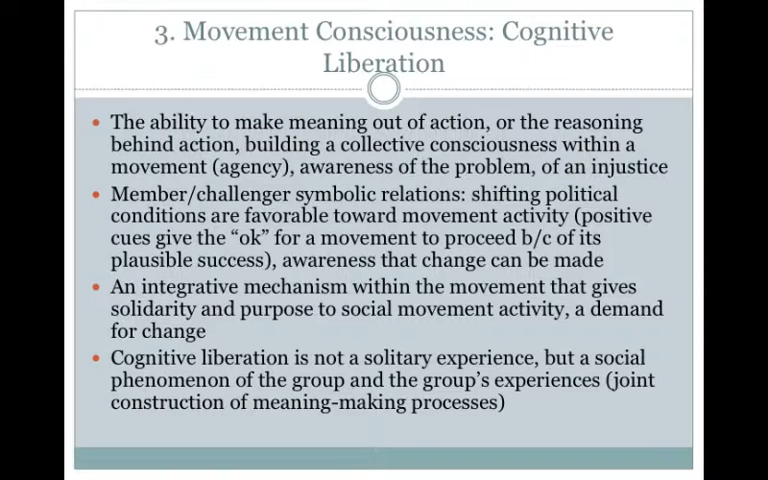 3. Movement Consciousness: Cognitive
Liberation
• The ability to make meaning out of action, or the reasoning
behind action, building a collective consciousness within a
movement (agency), awareness of the problem, of an injustice
• Member/challenger symbolic relations: shifting political
conditions are favorable toward movement activity (positive
cues give the “ok” for a movement to proceed b/c of its
plausible success), awareness that change can be made
• An integrative mechanism within the movement that gives
solidarity and purpose to social movement activity, a demand
for change
• Cognitive liberation is not a solitary experience, but a social
phenomenon of the group and the group’s experiences (joint
construction of meaning-making processes)